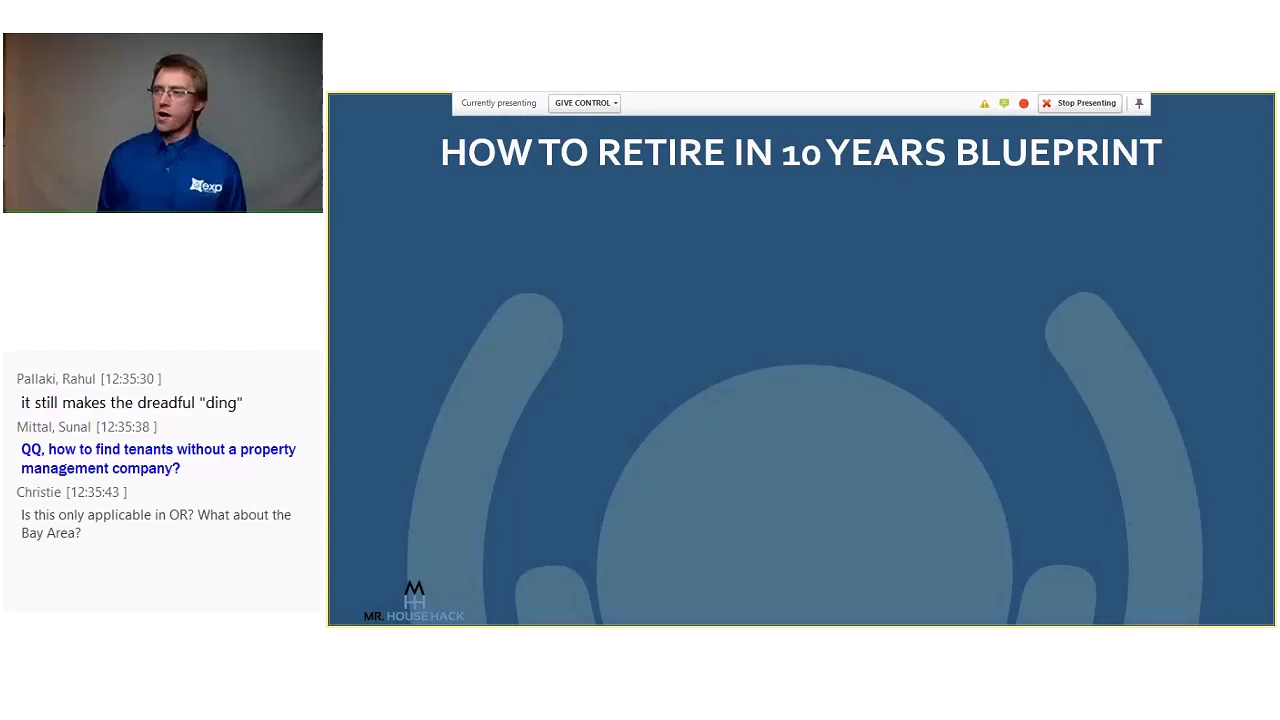 exp
Currently presenting
GIVE CONTROL
Stop Presenting
HOW TO RETIRE IN 10 YEARS BLUEPRINT
Pallaki, Rahul [12:35:30 ]
it still makes the dreadful "ding"
Mittal, Sunal [12:35:38 ]
QQ, how to find tenants without a property
management company?
Christie [12:35:43 ]
Is this only applicable in OR? What about the
Bay Area?
MR. HOUSE HACK